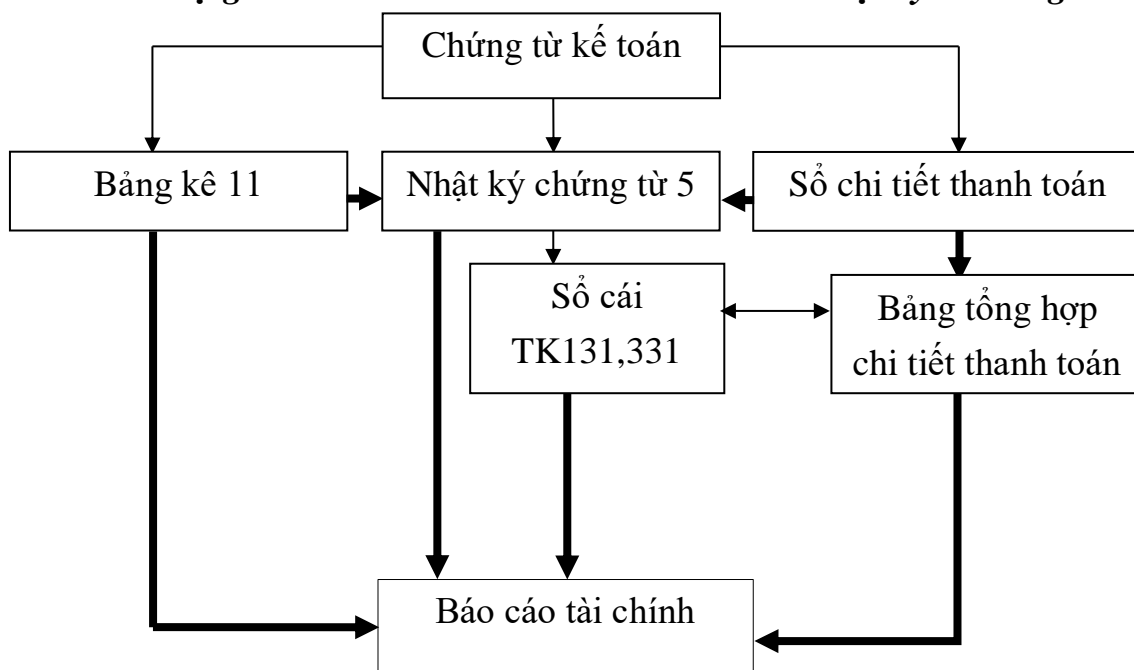 Chứng từ kế toán
Bảng kê 11
Nhật ký chứng từ 5
Sổ chi tiết thanh toán
Sổ cái
TK131,331
Bảng tổng hợp
chi tiết thanh toán
Báo cáo tài chính